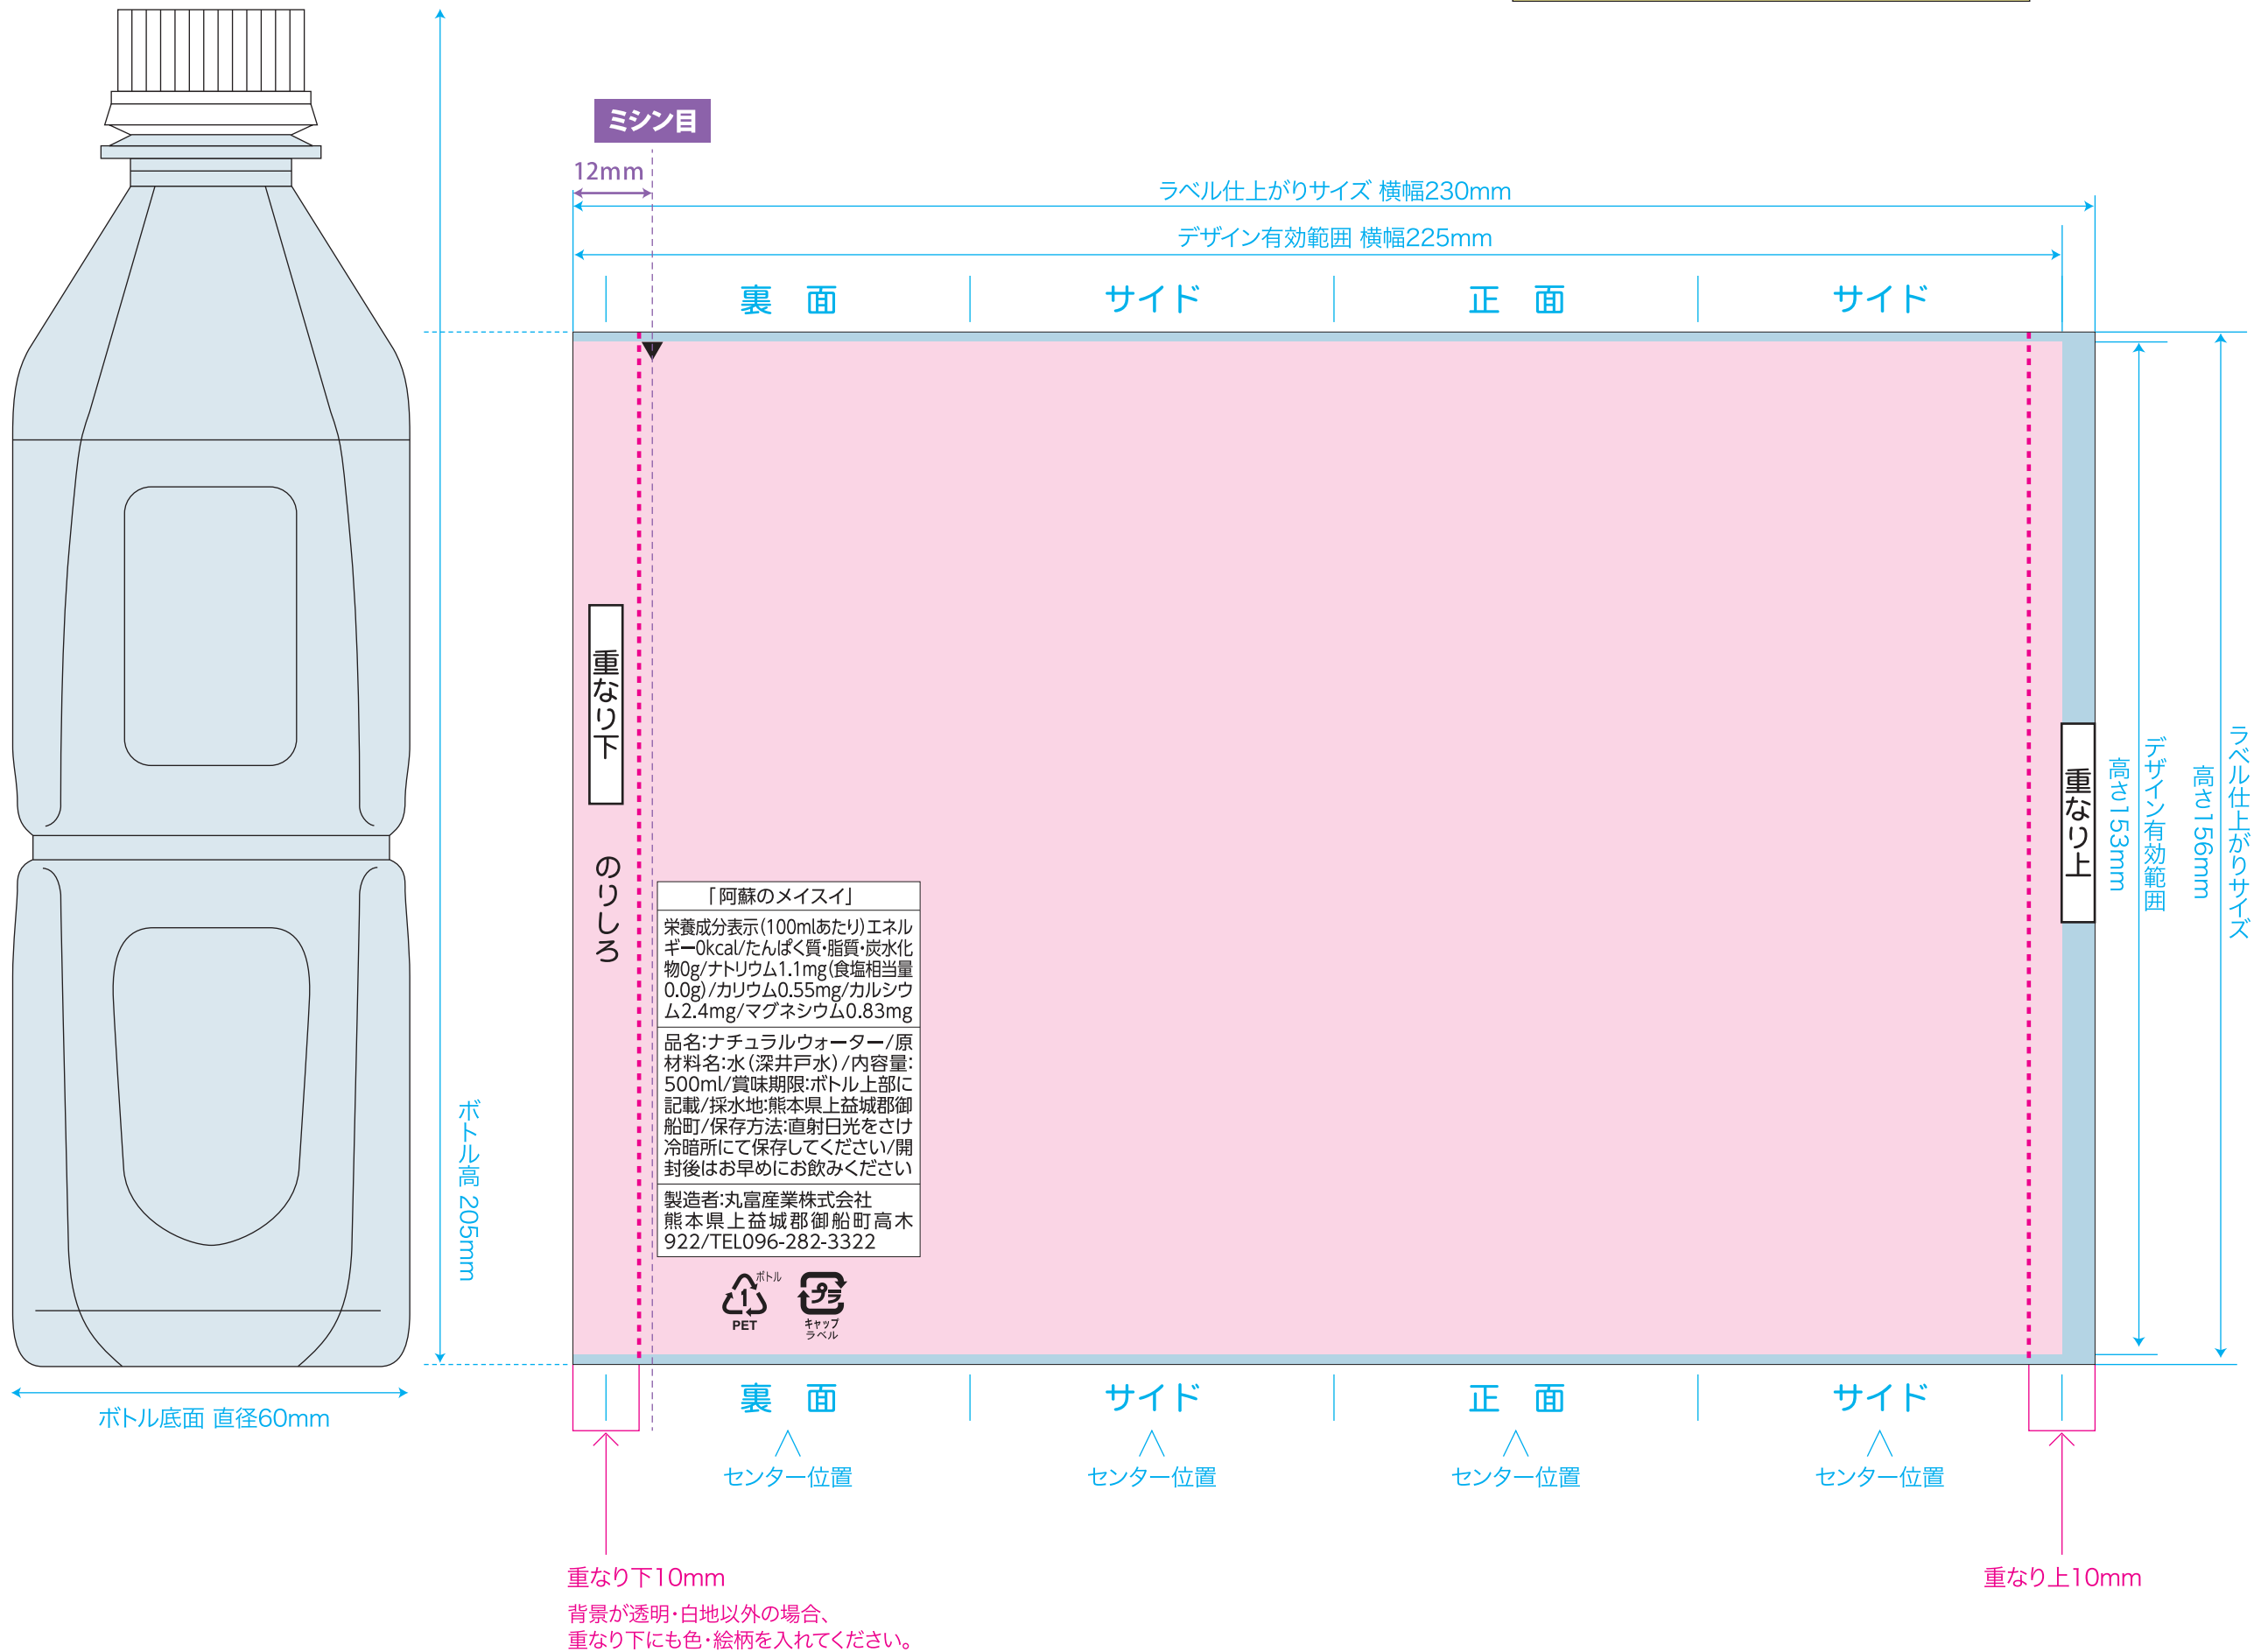 ミシン目
12mm
ラベル仕上がりサイズ 横幅230mm
デザイン有効範囲 横幅225mm
裏 面
サイド
正 面
サイド
重なり下
のりしろ
重なり上
デザイン有効範囲
高さ153mm
ラベル仕上がりサイズ
高さ156mm
「阿蘇のメイスイ」
栄養成分表示(100mlあたり)エネル
ギー0kcal/たんぱく質・脂質・炭水化
物0g/ナトリウム1.1mg(食塩相当量
0.0g)/カリウム0.55mg/カルシウ
ム2.4mg/マグネシウム0.83mg
品名:ナチュラルウォーター/原
材料名:水(深井戸水)/内容量:
500ml/賞味期限:ボトル上部に
記載/採水地:熊本県上益城郡御
船町/保存方法:直射日光をさけ
冷暗所にて保存してください/開
封後はお早めにお飲みください
製造者:丸富産業株式会社
熊本県上益城郡御船町高木
922/TEL096-282-3322
ボトル
1
PET
プラ
キャップ
ラベル
ボトル高 205mm
ボトル底面 直径60mm
裏 面
サイド
正 面
サイド
センター位置
センター位置
センター位置
センター位置
重なり下10mm
重なり上10mm
背景が透明・白地以外の場合、
重なり下にも色・絵柄を入れてください。